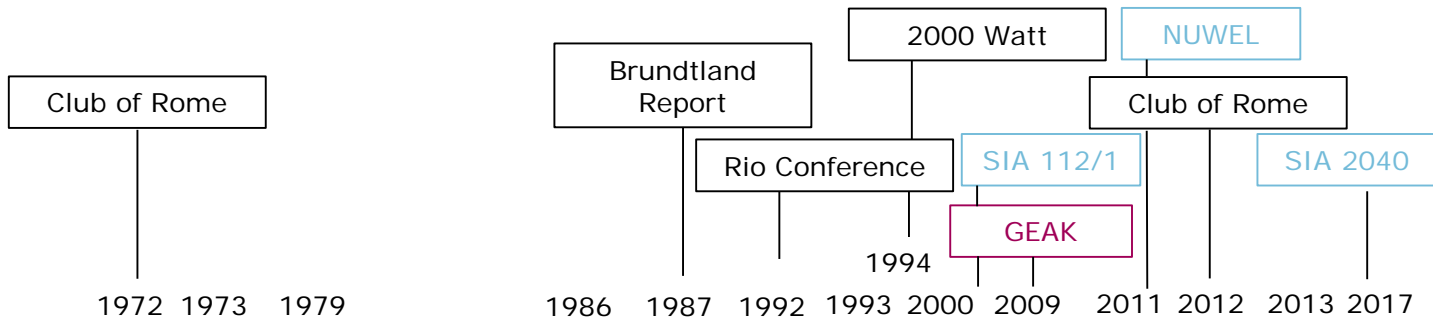 2000 Watt
NUWEL
Brundtland
Report
Club of Rome
Club of Rome
Rio Conference
SIA 112/1
SIA 2040
GEAK
1994
1972 1973 1979 1986 1987 1992 1993 2000 2009 2011 2012 2013 2017